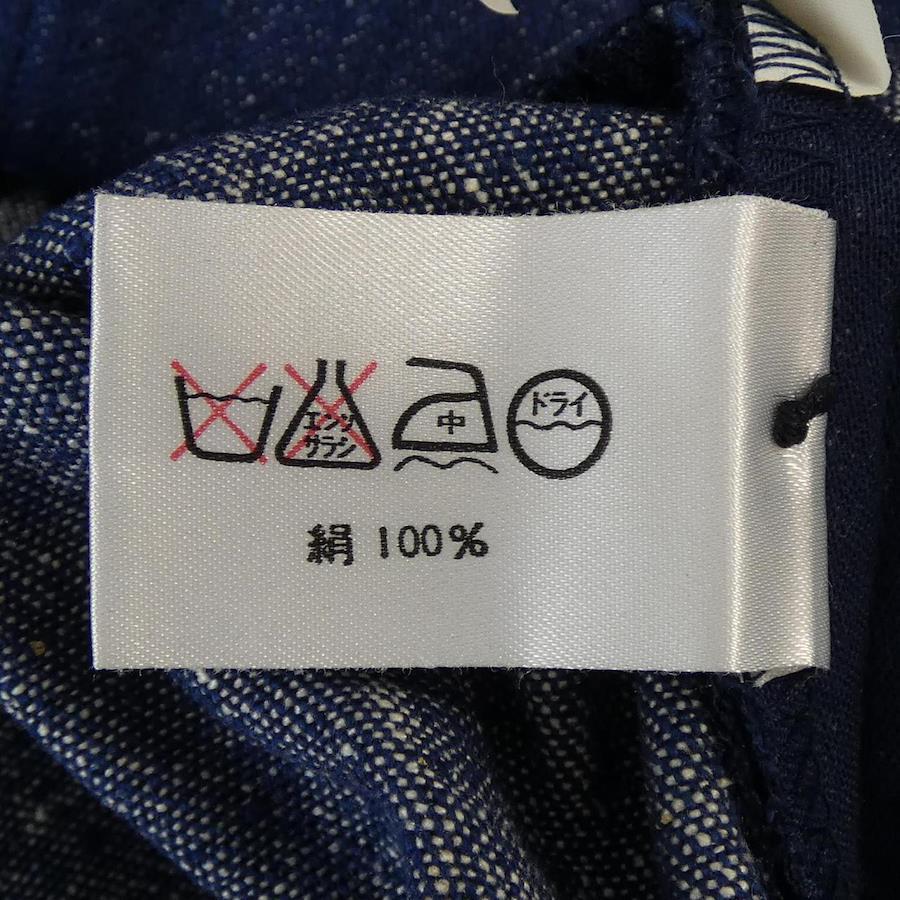 エンソ
サラシ
中
ドライ
絹 100%